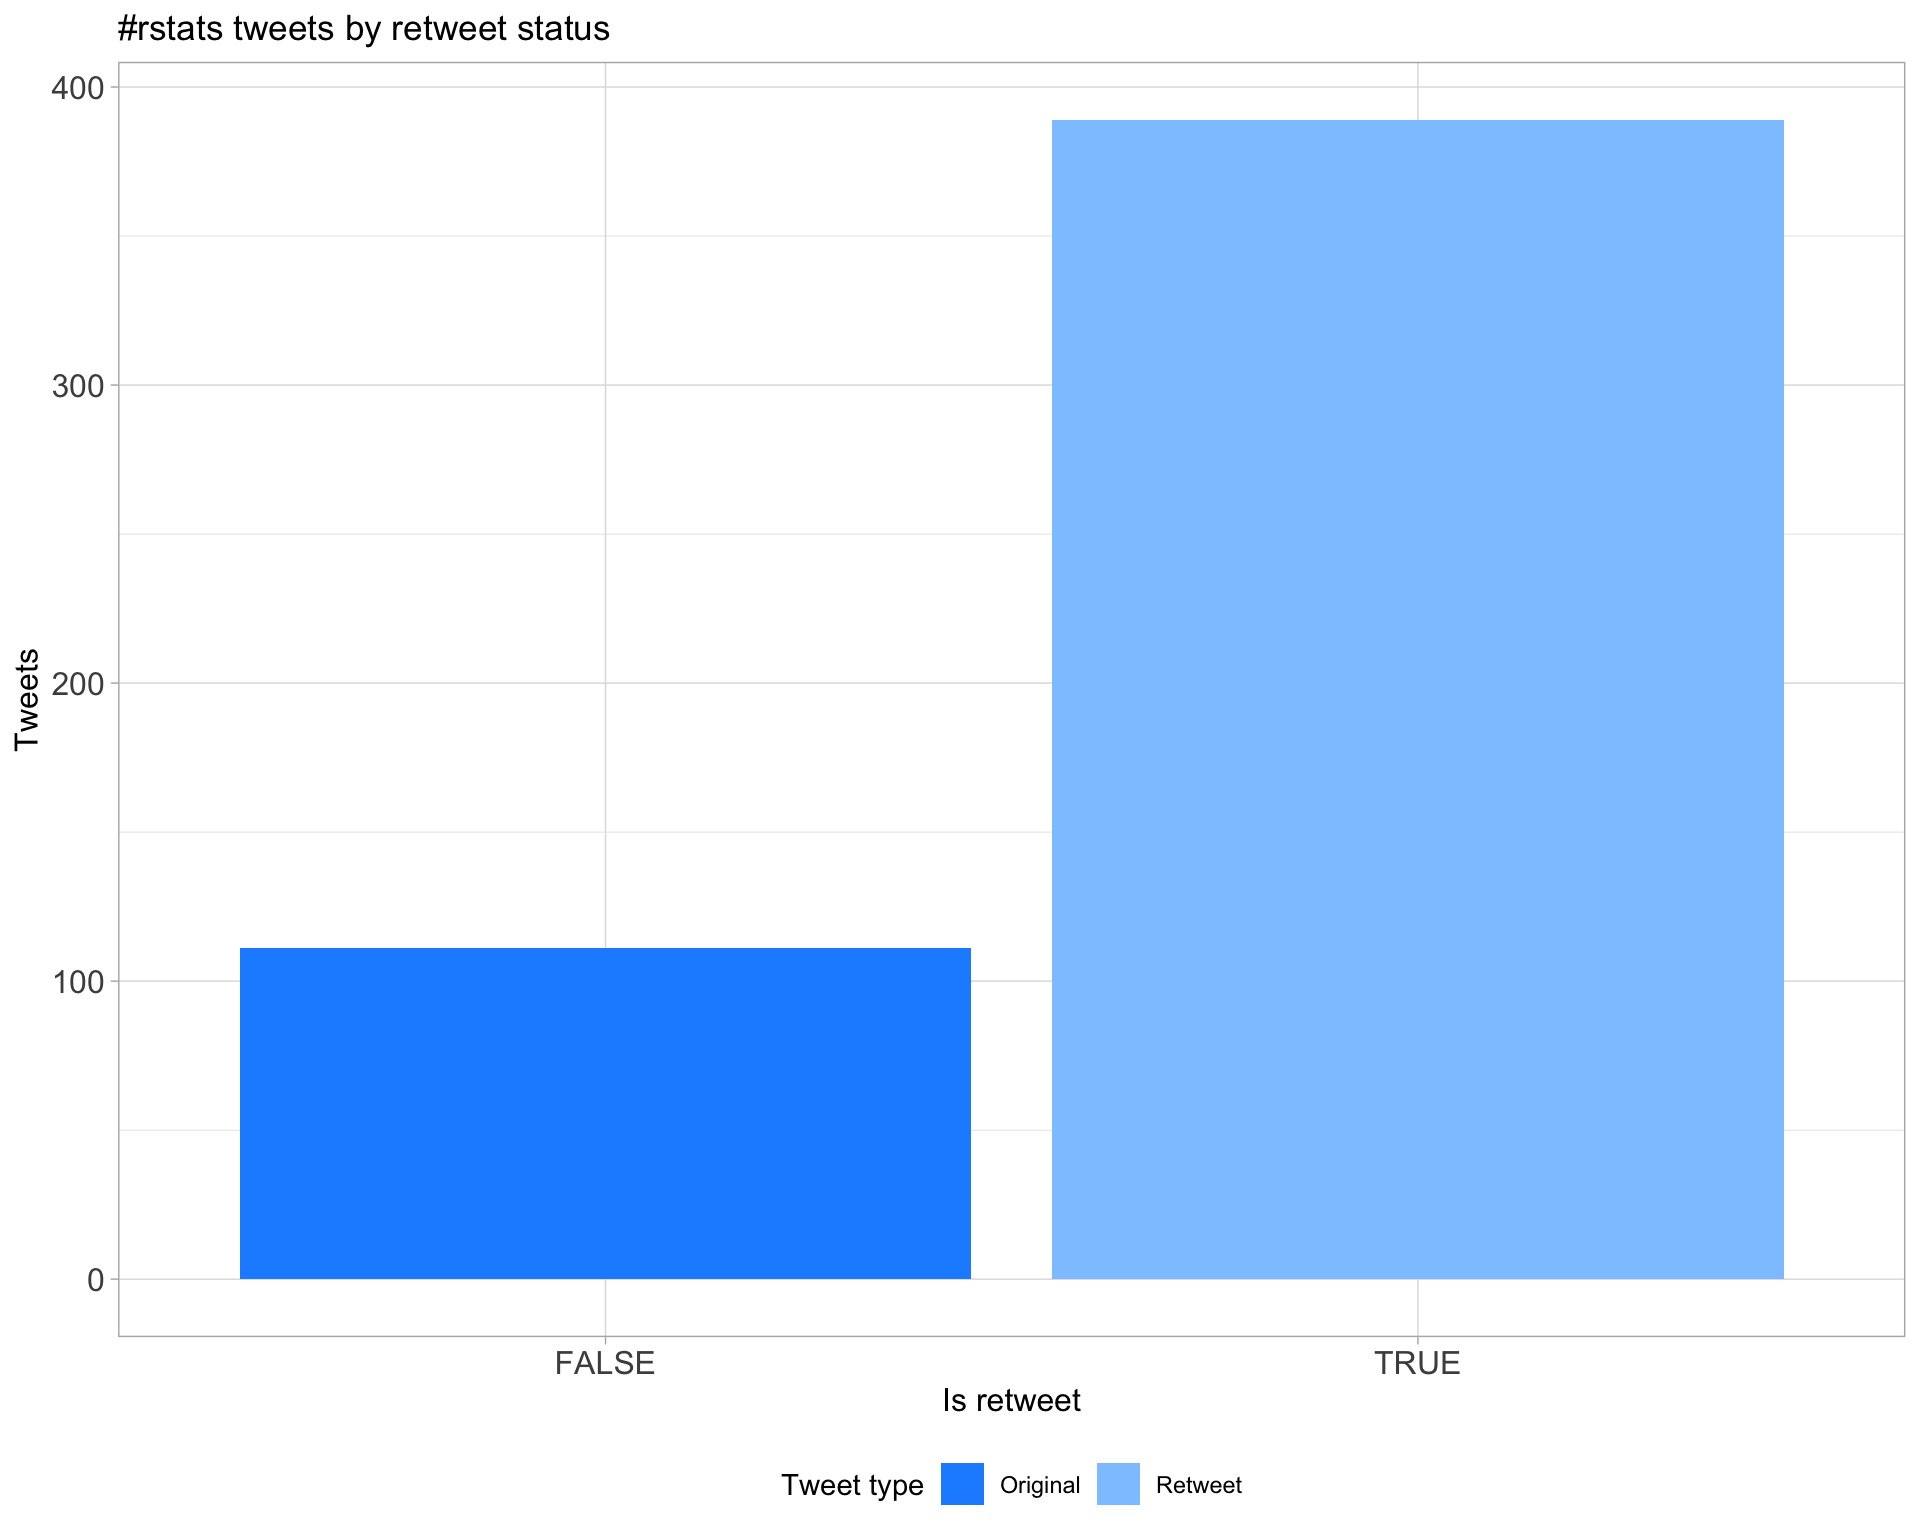 #rstats tweets by retweet status
400
300
200
100
0
Tweets
FALSE
TRUE
Is retweet
Tweet type
Original
Retweet